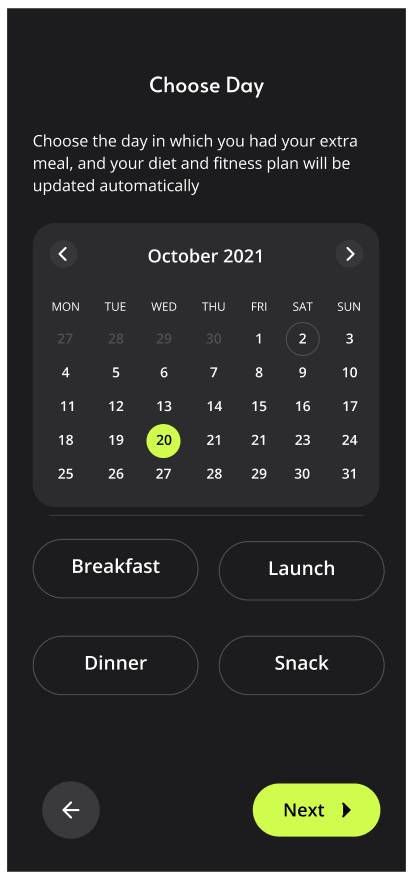 Choose Day
Choose the day in which you had your extra
meal, and your diet and fitness plan will be
updated automatically
October 2021
MON TUE WED THU FRI SAT SUN
27 28 29 30 1 2 3
4 5 6 7 8 9 10
11 12 13 14 15 16 17
18 19 20 21 21 23 24
25 26 27 28 29 30 31
Breakfast Launch
Dinner Snack
Next